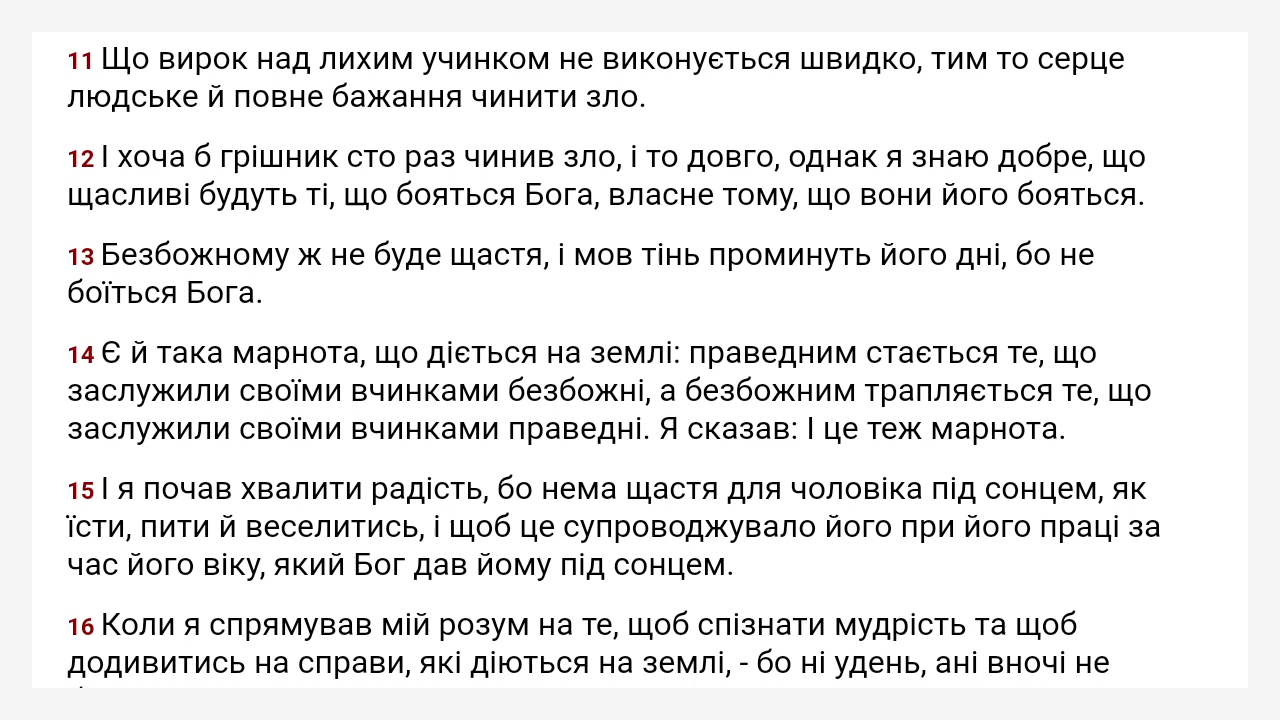 11 Що вирок над лихим учинком не виконується швидко, тим то серце
людське й повне бажання чинити зло.
12 І хоча б грішник сто раз чинив зло, і то довго, однак я знаю добре, що
щасливі будуть ті, що бояться Бога, власне тому, що вони його бояться.
13 Безбожному ж не буде щастя, і мов тінь проминуть його дні, бо не
боїться Бога.
14 Є й така марнота, що діється на землі: праведним стається те, що
заслужили своїми вчинками безбожні, а безбожним трапляється те, що
заслужили своїми вчинками праведні. Я сказав: І це теж марнота.
15 І я почав хвалити радість, бо нема щастя для чоловіка під сонцем, як
їсти, пити й веселитись, і щоб це супроводжувало його при його праці за
час його віку, який Бог дав йому під сонцем.
16 Коли я спрямував мій розум на те, щоб спізнати мудрість та щоб
додивитись на справи, які діються на землі, - бо ні удень, ані вночі не